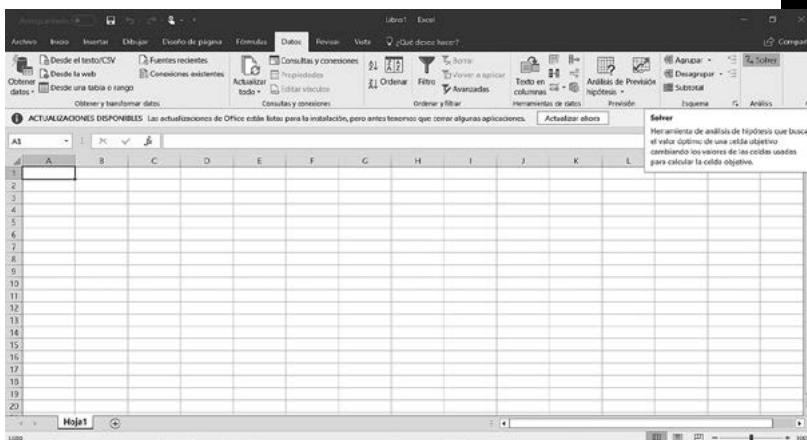 Libro1 Excel
Archivo Inicio Insertar Dibujar Diseño de página Fórmulas Datos Revisar Vista ¿Qué desea hacer? Compar
Obtener datos
Desde el texto/CSV
Desde la web
Desde una tabla o rango
Fuentes recientes
Conexiones existentes
Obtener y transformar datos
Actualizar todo
Consultas y conexiones
Propiedades
Editar vínculos
Consultas y conexiones
Ordenar
Filtro
Borrar
Volver a aplicar
Avanzadas
Ordenar y filtrar
Texto en columnas
Herramientas de datos
Análisis de hipótesis
Previsión
Previsión
Agrupar
Desagrupar
Subtotal
Esquema
Solver
Análisis
ACTUALIZACIONES DISPONIBLES Las actualizaciones de Office están listas para la instalación, pero antes tenemos que cerrar algunas aplicaciones. Actualizar ahora
Solver
Herramienta de análisis de hipótesis que busca
el valor óptimo de una celda objetivo
cambiando los valores de las celdas usadas
para calcular la celda objetivo.
A1 fx
A B C D E F G H I J K L
1
2
3
4
5
6
7
8
9
10
11
12
13
14
15
16
17
18
19
20
Hoja1
Listo